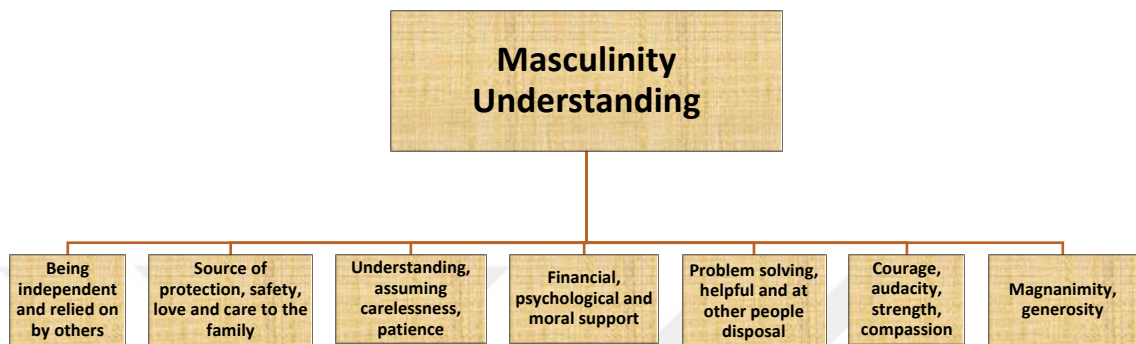 Masculinity
Understanding
Being
independent
and relied on
by others
Source of
protection, safety,
love and care to the
family
Understanding,
assuming
carelessness,
patience
Financial,
psychological and
moral support
Problem solving,
helpful and at
other people
disposal
Courage,
audacity,
strength,
compassion
Magnanimity,
generosity